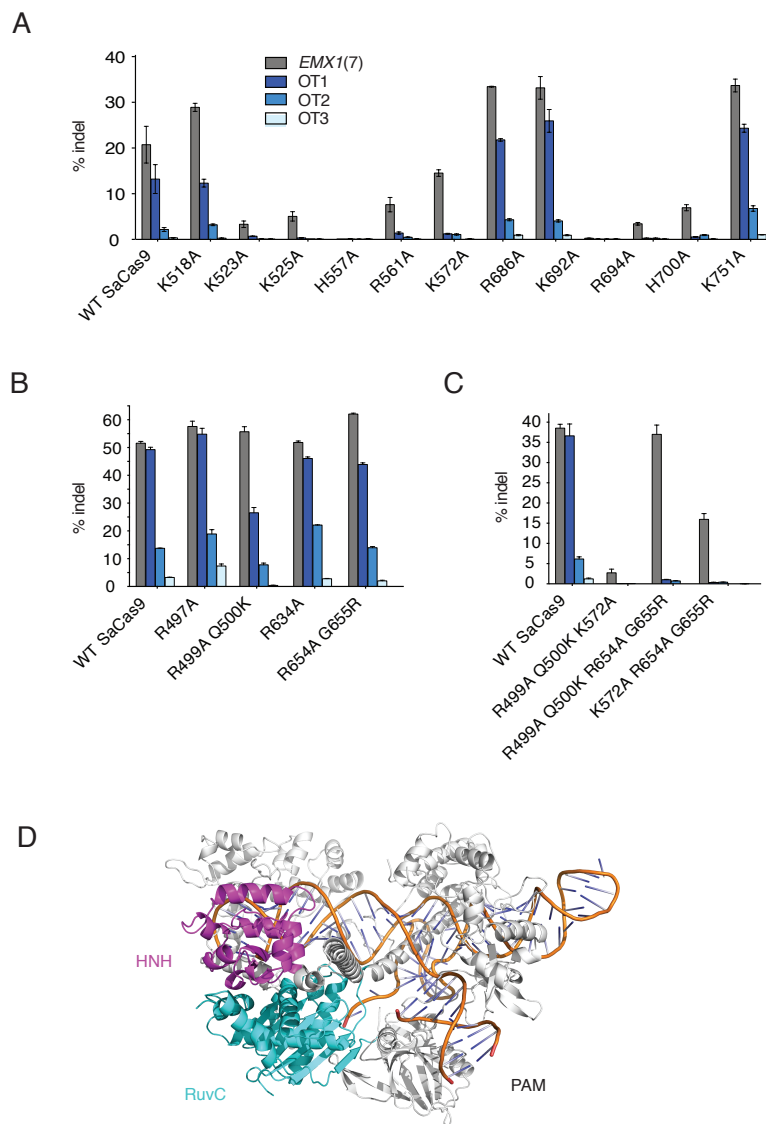 A
EMX1(7)
OT1
OT2
OT3
% indel
40
30
20
10
0
WT SaCas9
K518A
K523A
K525A
H557A
R561A
K572A
R686A
K692A
R694A
H700A
K751A
B
% indel
60
50
40
30
20
10
0
WT SaCas9
R497A
R499A Q500K
R634A
R654A G655R
C
% indel
40
35
30
25
20
15
10
5
0
WT SaCas9
R499A Q500K K572A
R499A Q500K R654A G655R
K572A R654A G655R
D
HNH
RuvC
PAM